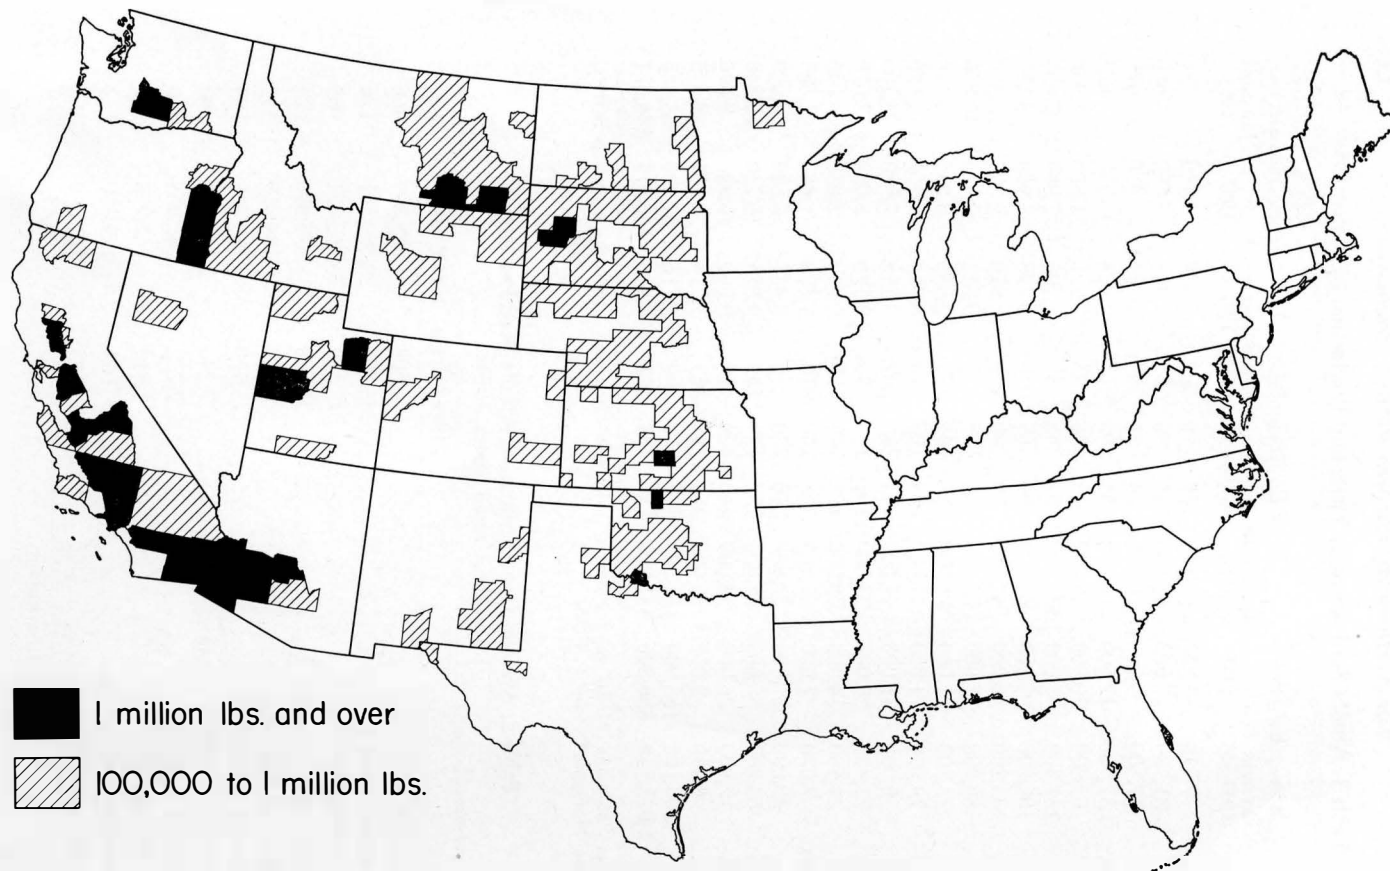 1 million lbs. and over
100,000 to 1 million lbs.